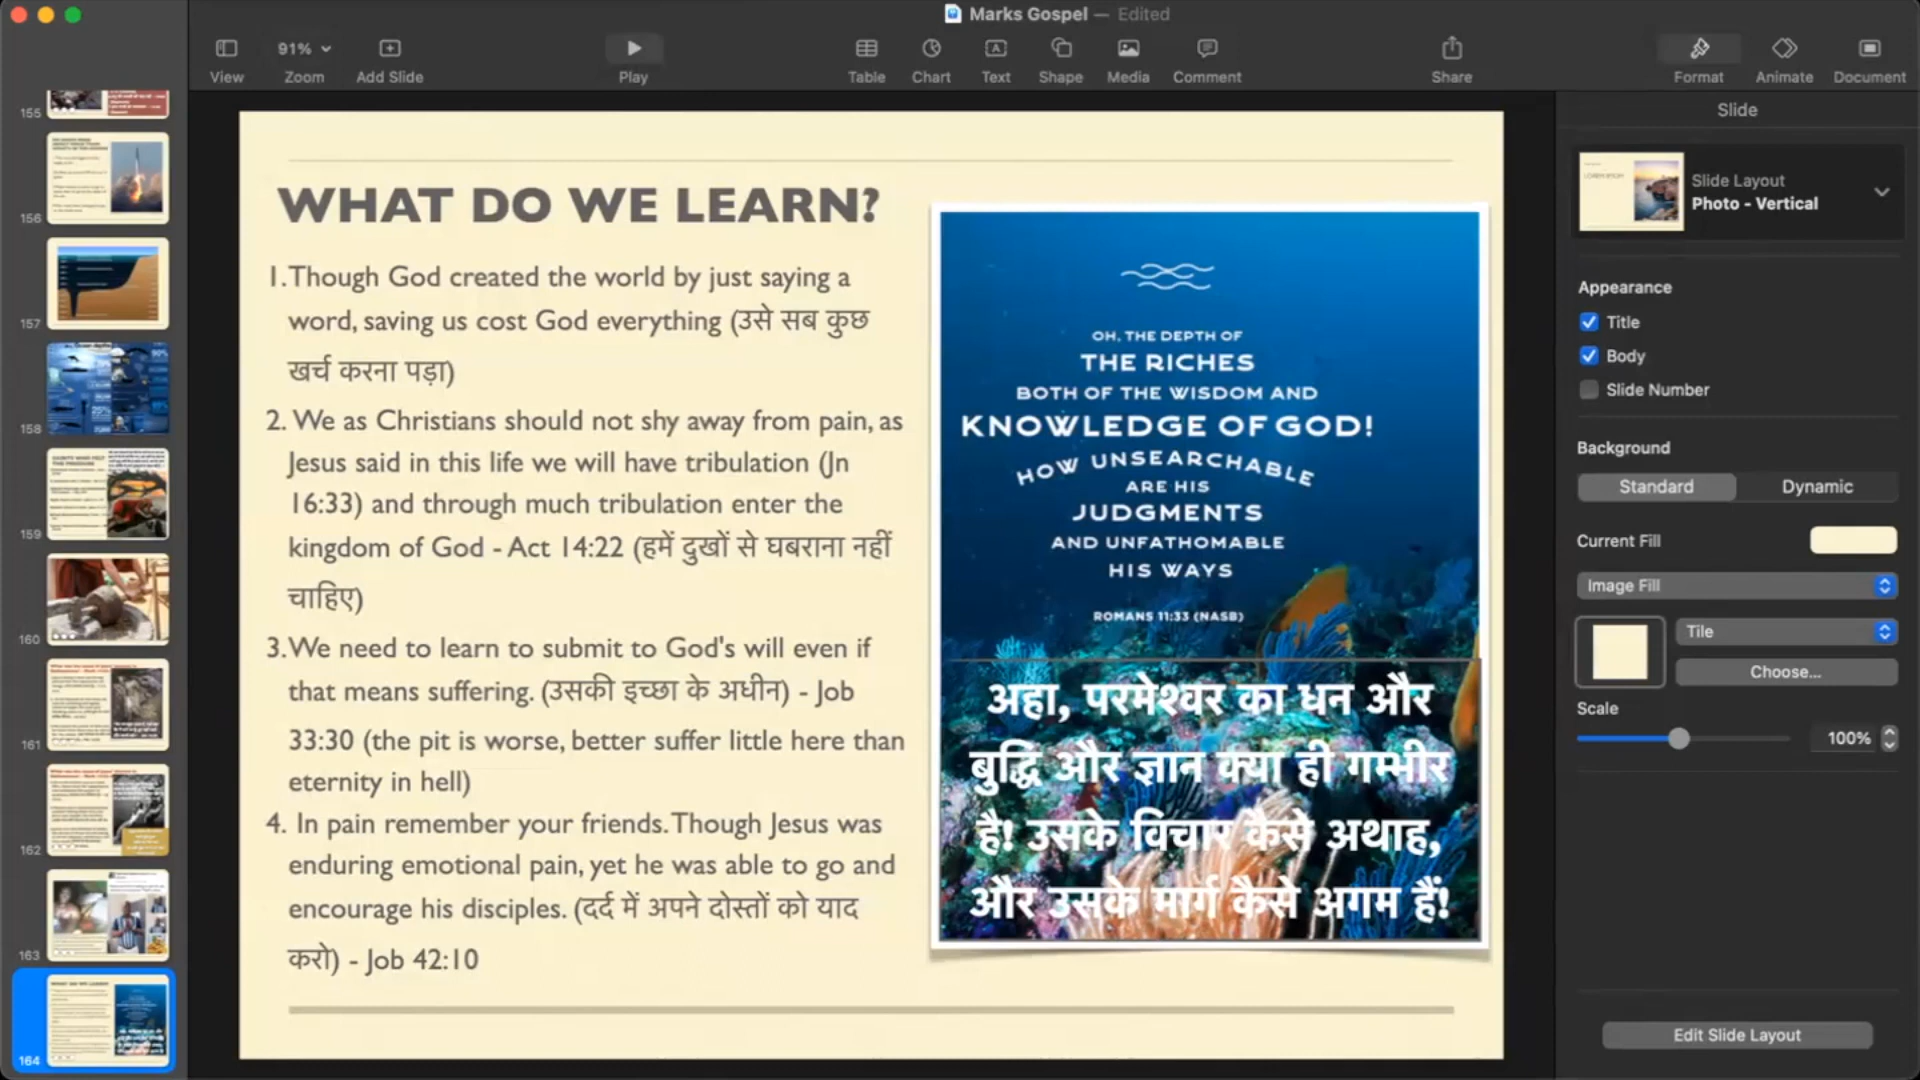 Marks Gospel — Edited
View
91%
Zoom
Add Slide
Play
Table
Chart
Text
Shape
Media
Comment
Share
Format
Animate
Document
155
156
157
158
159
160
161
162
163
164
WHAT DO WE LEARN?
1.Though God created the world by just saying a
word, saving us cost God everything (उसे सब कुछ
खर्च करना पड़ा)
2. We as Christians should not shy away from pain, as
Jesus said in this life we will have tribulation (Jn
16:33) and through much tribulation enter the
kingdom of God - Act 14:22 (हमें दुखों से घबराना नहीं
चाहिए)
3.We need to learn to submit to God's will even if
that means suffering. (उसकी इच्छा के अधीन) - Job
33:30 (the pit is worse, better suffer little here than
eternity in hell)
4. In pain remember your friends. Though Jesus was
enduring emotional pain, yet he was able to go and
encourage his disciples. (दर्द में अपने दोस्तों को याद
करो) - Job 42:10
OH, THE DEPTH OF
THE RICHES
BOTH OF THE WISDOM AND
KNOWLEDGE OF GOD!
HOW UNSEARCHABLE
ARE HIS
JUDGMENTS
AND UNFATHOMABLE
HIS WAYS
ROMANS 11:33 (NASB)
अहा, परमेश्वर का धन और
बुद्धि और ज्ञान क्या ही गम्भीर
है! उसके विचार कैसे अथाह,
और उसके मार्ग कैसे अगम हैं!
Slide
Slide Layout
Photo - Vertical
Appearance
Title
Body
Slide Number
Background
Standard
Dynamic
Current Fill
Image Fill
Tile
Choose...
Scale
100%
Edit Slide Layout